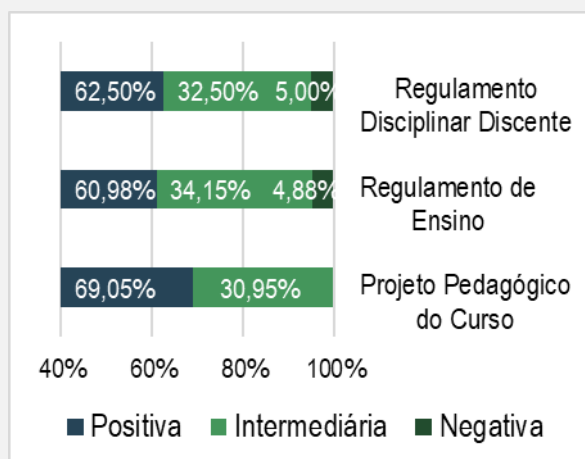 62,50% 32,50% 5,00% Regulamento
Disciplinar Discente
60,98% 34,15% 4,88% Regulamento de
Ensino
69,05% 30,95% Projeto Pedagógico
do Curso
40% 60% 80% 100%
Positiva Intermediária Negativa